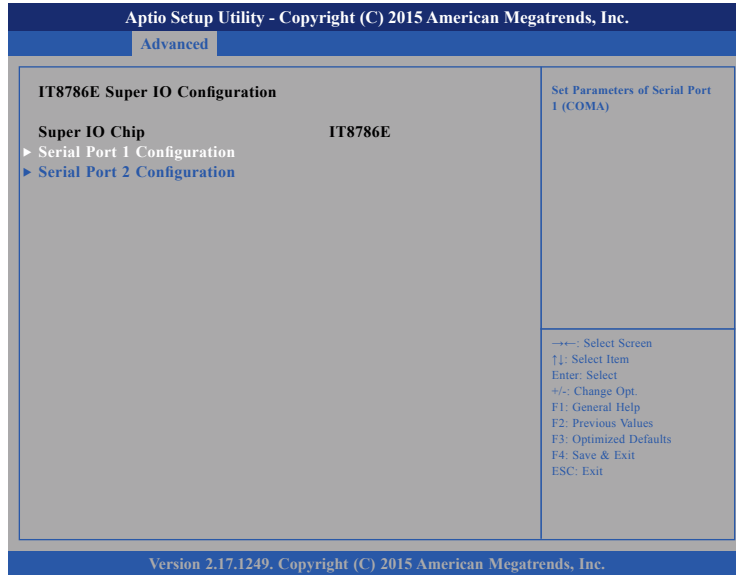 Aptio Setup Utility - Copyright (C) 2015 American Megatrends, Inc.
Advanced
IT8786E Super IO Configuration
Super IO Chip IT8786E
▶ Serial Port 1 Configuration
▶ Serial Port 2 Configuration
Set Parameters of Serial Port
1 (COMA)
→←: Select Screen
↑↓: Select Item
Enter: Select
+/-: Change Opt.
F1: General Help
F2: Previous Values
F3: Optimized Defaults
F4: Save & Exit
ESC: Exit
Version 2.17.1249. Copyright (C) 2015 American Megatrends, Inc.